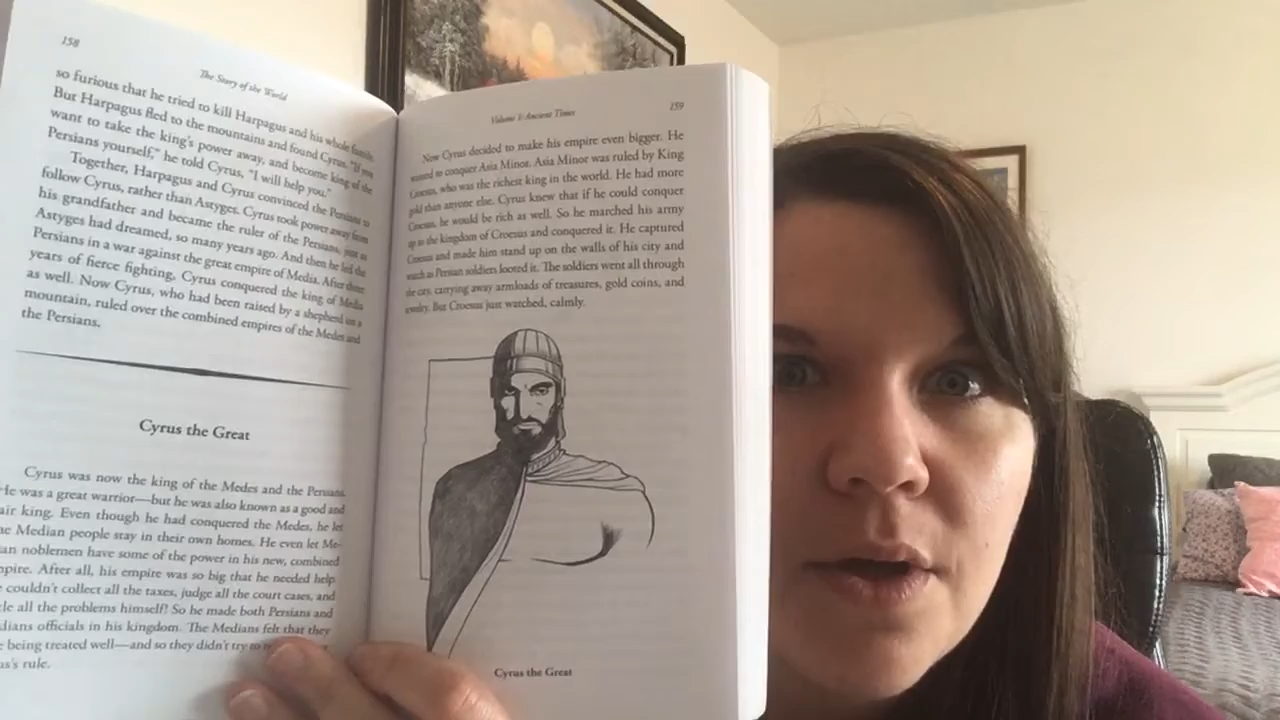 158
The Story of the World
so furious that he tried to kill Harpagus and his whole family.
But Harpagus fled to the mountains and found Cyrus. "If you
want to take the king's power away, and become king of the
Persians yourself," he told Cyrus, "I will help you."
Together, Harpagus and Cyrus convinced the Persians to
follow Cyrus, rather than Astyges. Cyrus took power away from
his grandfather and became the ruler of the Persians, just as
Astyges had dreamed, so many years ago. And then he led the
Persians in a war against the great empire of Media. After three
years of fierce fighting, Cyrus conquered the king of Media
as well. Now Cyrus, who had been raised by a shepherd on a
mountain, ruled over the combined empires of the Medes and
the Persians.
Cyrus the Great
Cyrus was now the king of the Medes and the Persians.
He was a great warrior—but he was also known as a good and
air king. Even though he had conquered the Medes, he let
he Median people stay in their own homes. He even let Me-
ian noblemen have some of the power in his new, combined
mpire. After all, his empire was so big that he needed help.
couldn't collect all the taxes, judge all the court cases, and
le all the problems himself! So he made both Persians and
dians officials in his kingdom. The Medians felt that they
e being treated well—and so they didn't try to
us's rule.
Volume 1: Ancient Times
159
Now Cyrus decided to make his empire even bigger. He
wanted to conquer Asia Minor. Asia Minor was ruled by King
Croesus, who was the richest king in the world. He had more
gold than anyone else. Cyrus knew that if he could conquer
Croesus, he would be rich as well. So he marched his army
up to the kingdom of Croesus and conquered it. He captured
Croesus and made him stand up on the walls of his city and
watch as Persian soldiers looted it. The soldiers went all through
the city, carrying away armloads of treasures, gold coins, and
jewelry. But Croesus just watched, calmly.
Cyrus the Great